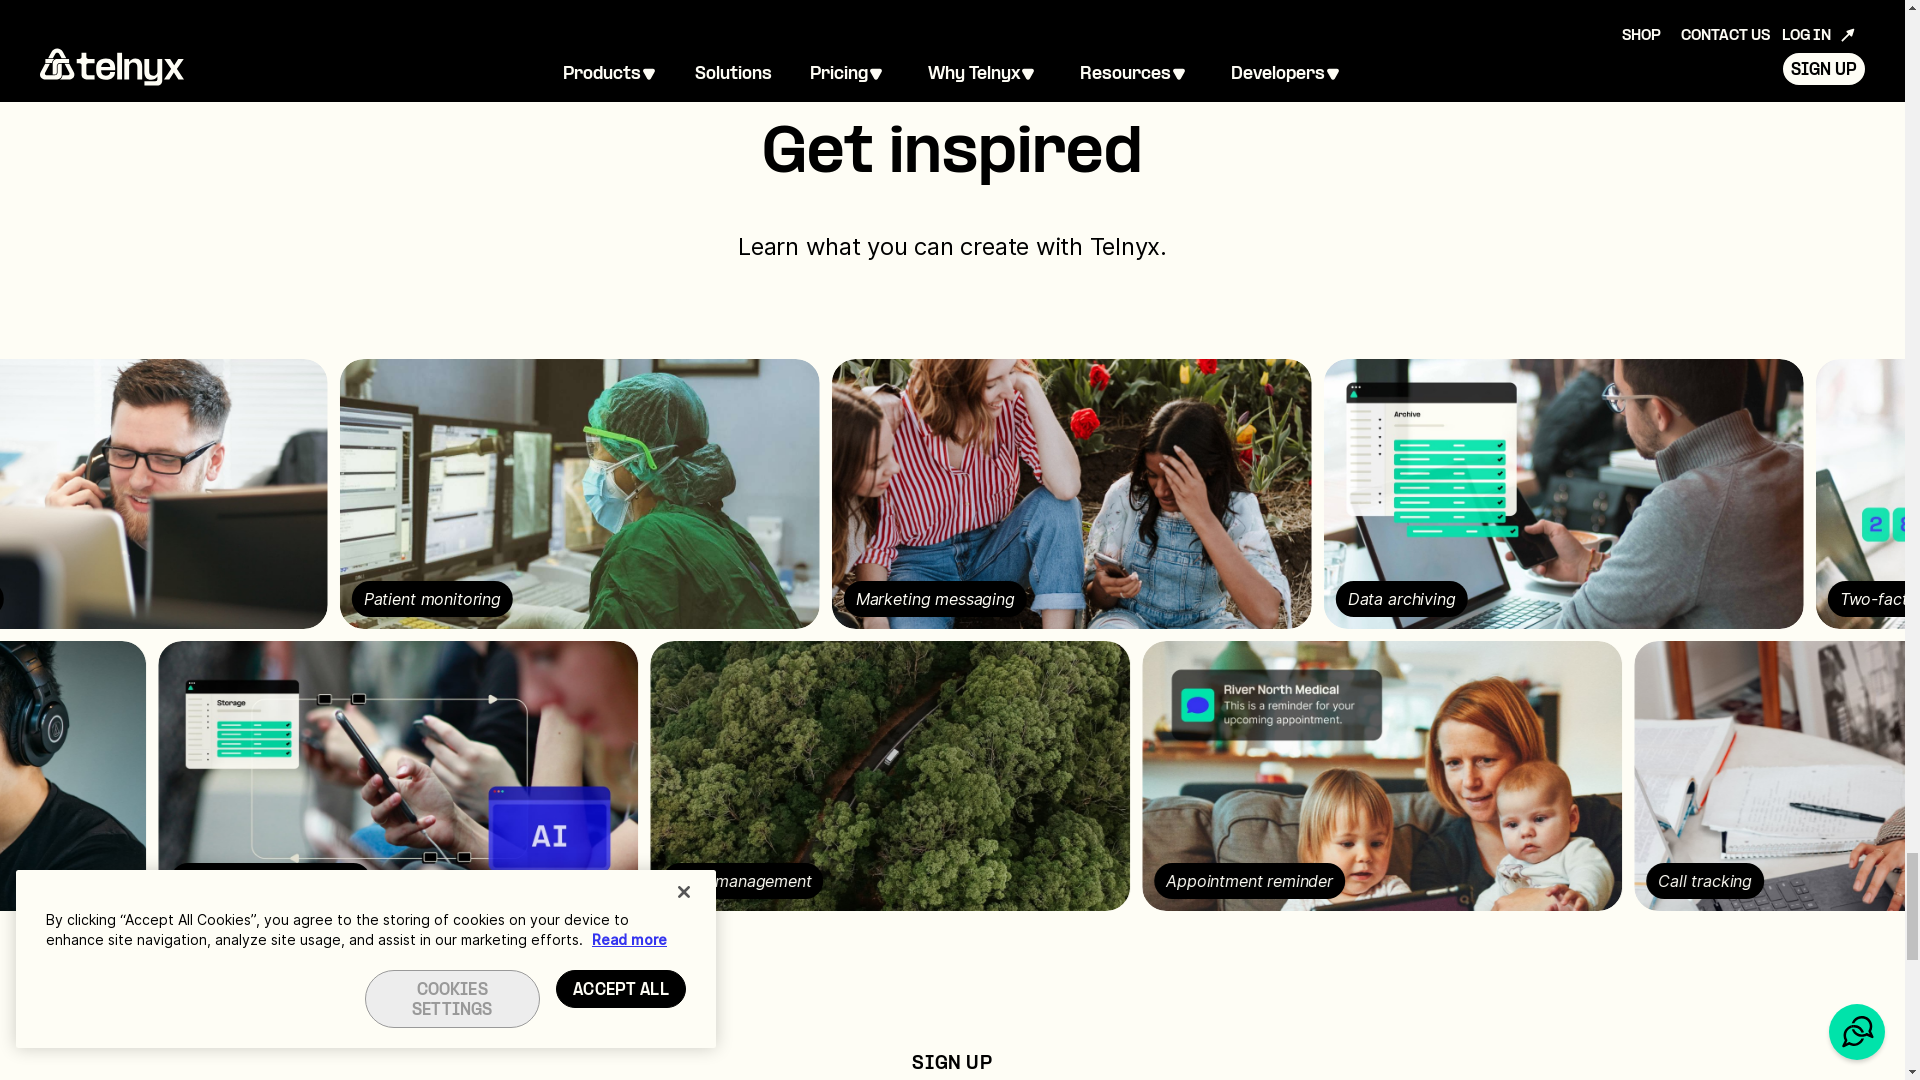 SHOP CONTACT US LOG IN
telnyx
Products Solutions Pricing Why Telnyx Resources Developers
SIGN UP
Get inspired
Learn what you can create with Telnyx.
Archive
2
Patient monitoring
Marketing messaging
Data archiving
Two-fact
Storage
AI
River North Medical
This is a reminder for your
upcoming appointment.
management
Appointment reminder
Call tracking
By clicking “Accept All Cookies”, you agree to the storing of cookies on your device to
enhance site navigation, analyze site usage, and assist in our marketing efforts. Read more
COOKIES
SETTINGS
ACCEPT ALL
SIGN UP